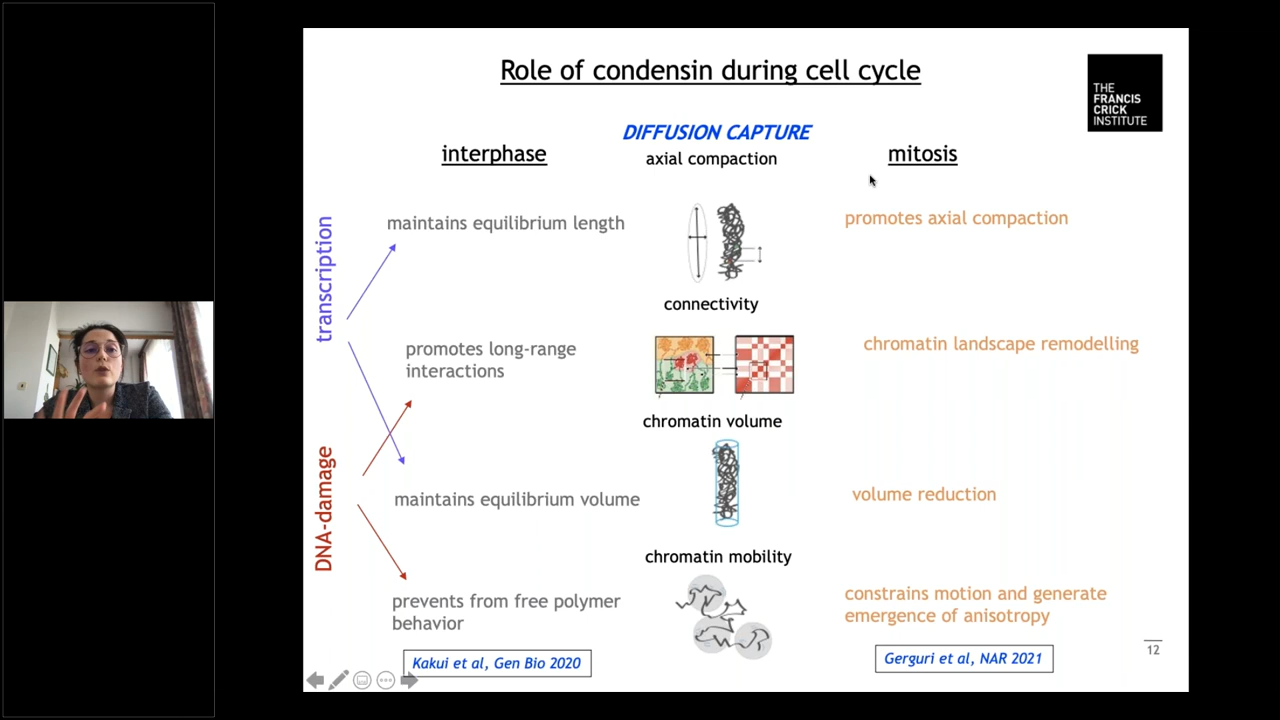 Role of condensin during cell cycle
THE
FRANCIS
CRICK
INSTITUTE
DIFFUSION CAPTURE
interphase
axial compaction
mitosis
transcription
maintains equilibrium length
promotes axial compaction
connectivity
promotes long-range
interactions
chromatin landscape remodelling
chromatin volume
DNA-damage
maintains equilibrium volume
volume reduction
chromatin mobility
prevents from free polymer
behavior
constrains motion and generate
emergence of anisotropy
Kakui et al, Gen Bio 2020
Gerguri et al, NAR 2021
12